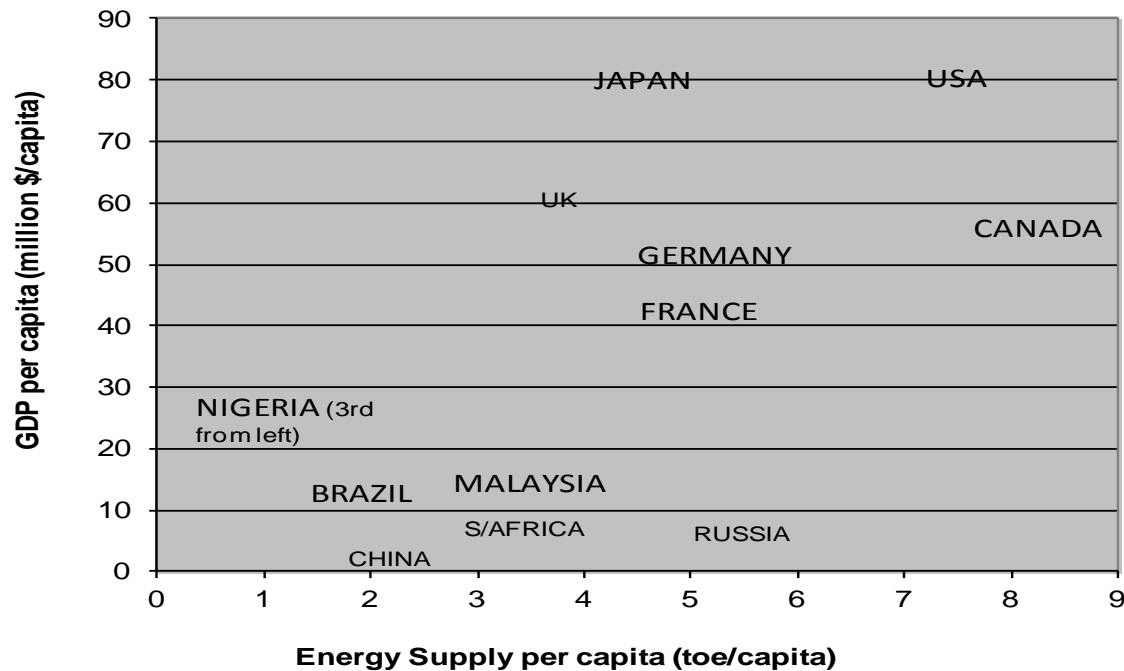 90
80
70
60
50
40
30
20
10
0
GDP per capita (million $/capita)
JAPAN
USA
UK
CANADA
GERMANY
FRANCE
NIGERIA (3rd
from left)
BRAZIL
MALAYSIA
S/AFRICA
RUSSIA
CHINA
0 1 2 3 4 5 6 7 8 9
Energy Supply per capita (toe/capita)